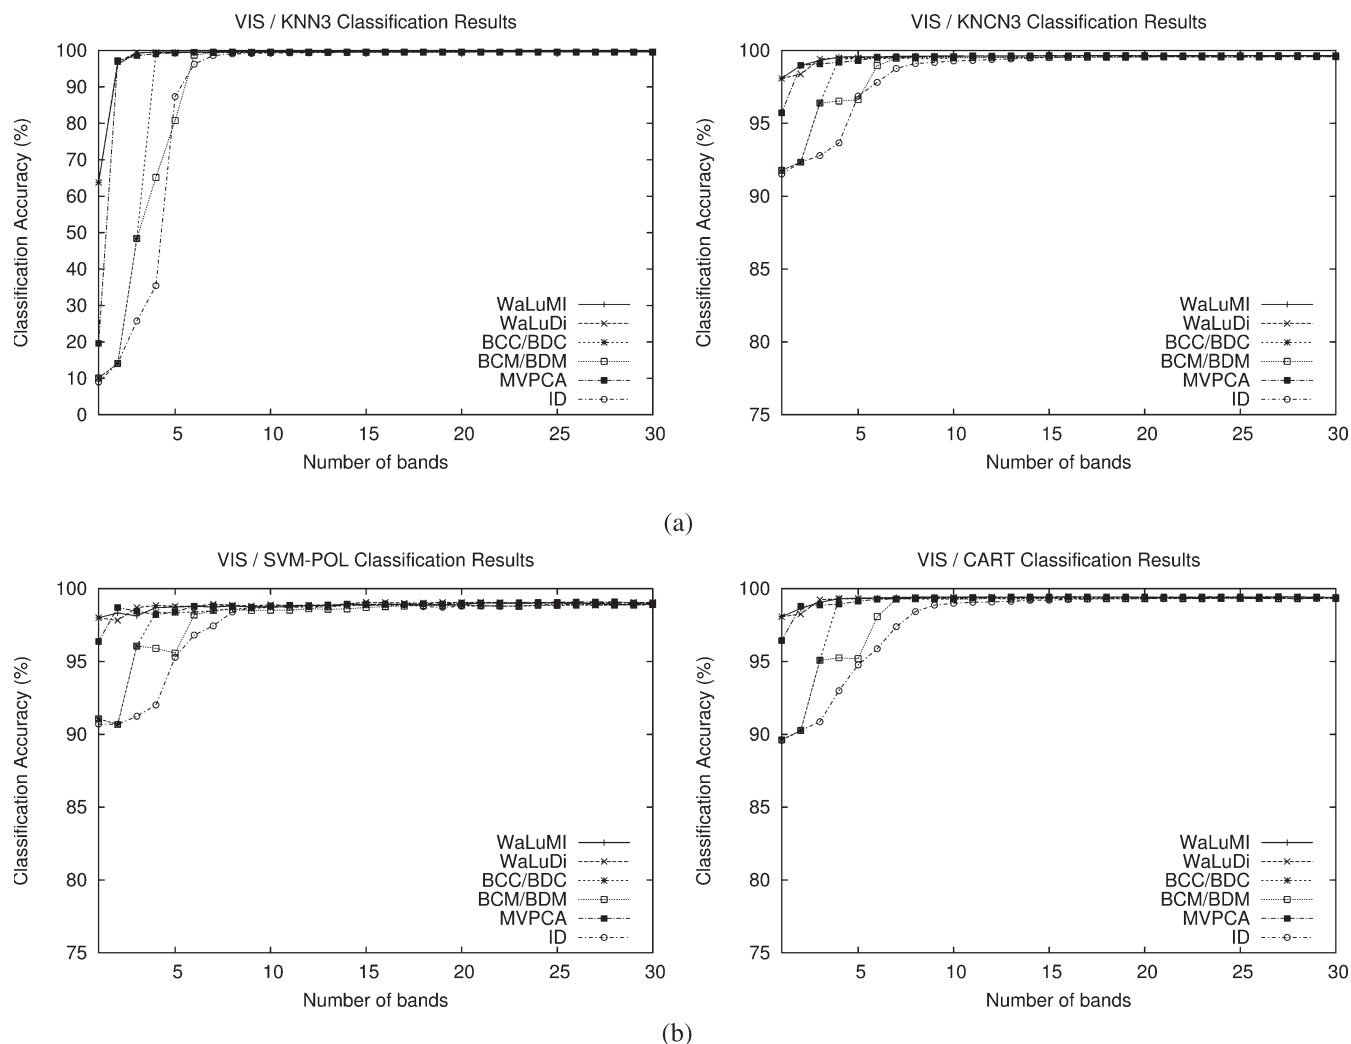 VIS / KNN3 Classification Results
100
90
80
70
60
50
40
30
20
10
0
Classification Accuracy (%)
WaLuMI
WaLuDi
BCC/BDC
BCM/BDM
MVPCA
ID
5 10 15 20 25 30
Number of bands
VIS / KNCN3 Classification Results
100
95
90
85
80
75
Classification Accuracy (%)
WaLuMI
WaLuDi
BCC/BDC
BCM/BDM
MVPCA
ID
5 10 15 20 25 30
Number of bands
(a)
VIS / SVM-POL Classification Results
100
95
90
85
80
75
Classification Accuracy (%)
WaLuMI
WaLuDi
BCC/BDC
BCM/BDM
MVPCA
ID
5 10 15 20 25 30
Number of bands
VIS / CART Classification Results
100
95
90
85
80
75
Classification Accuracy (%)
WaLuMI
WaLuDi
BCC/BDC
BCM/BDM
MVPCA
ID
5 10 15 20 25 30
Number of bands
(b)